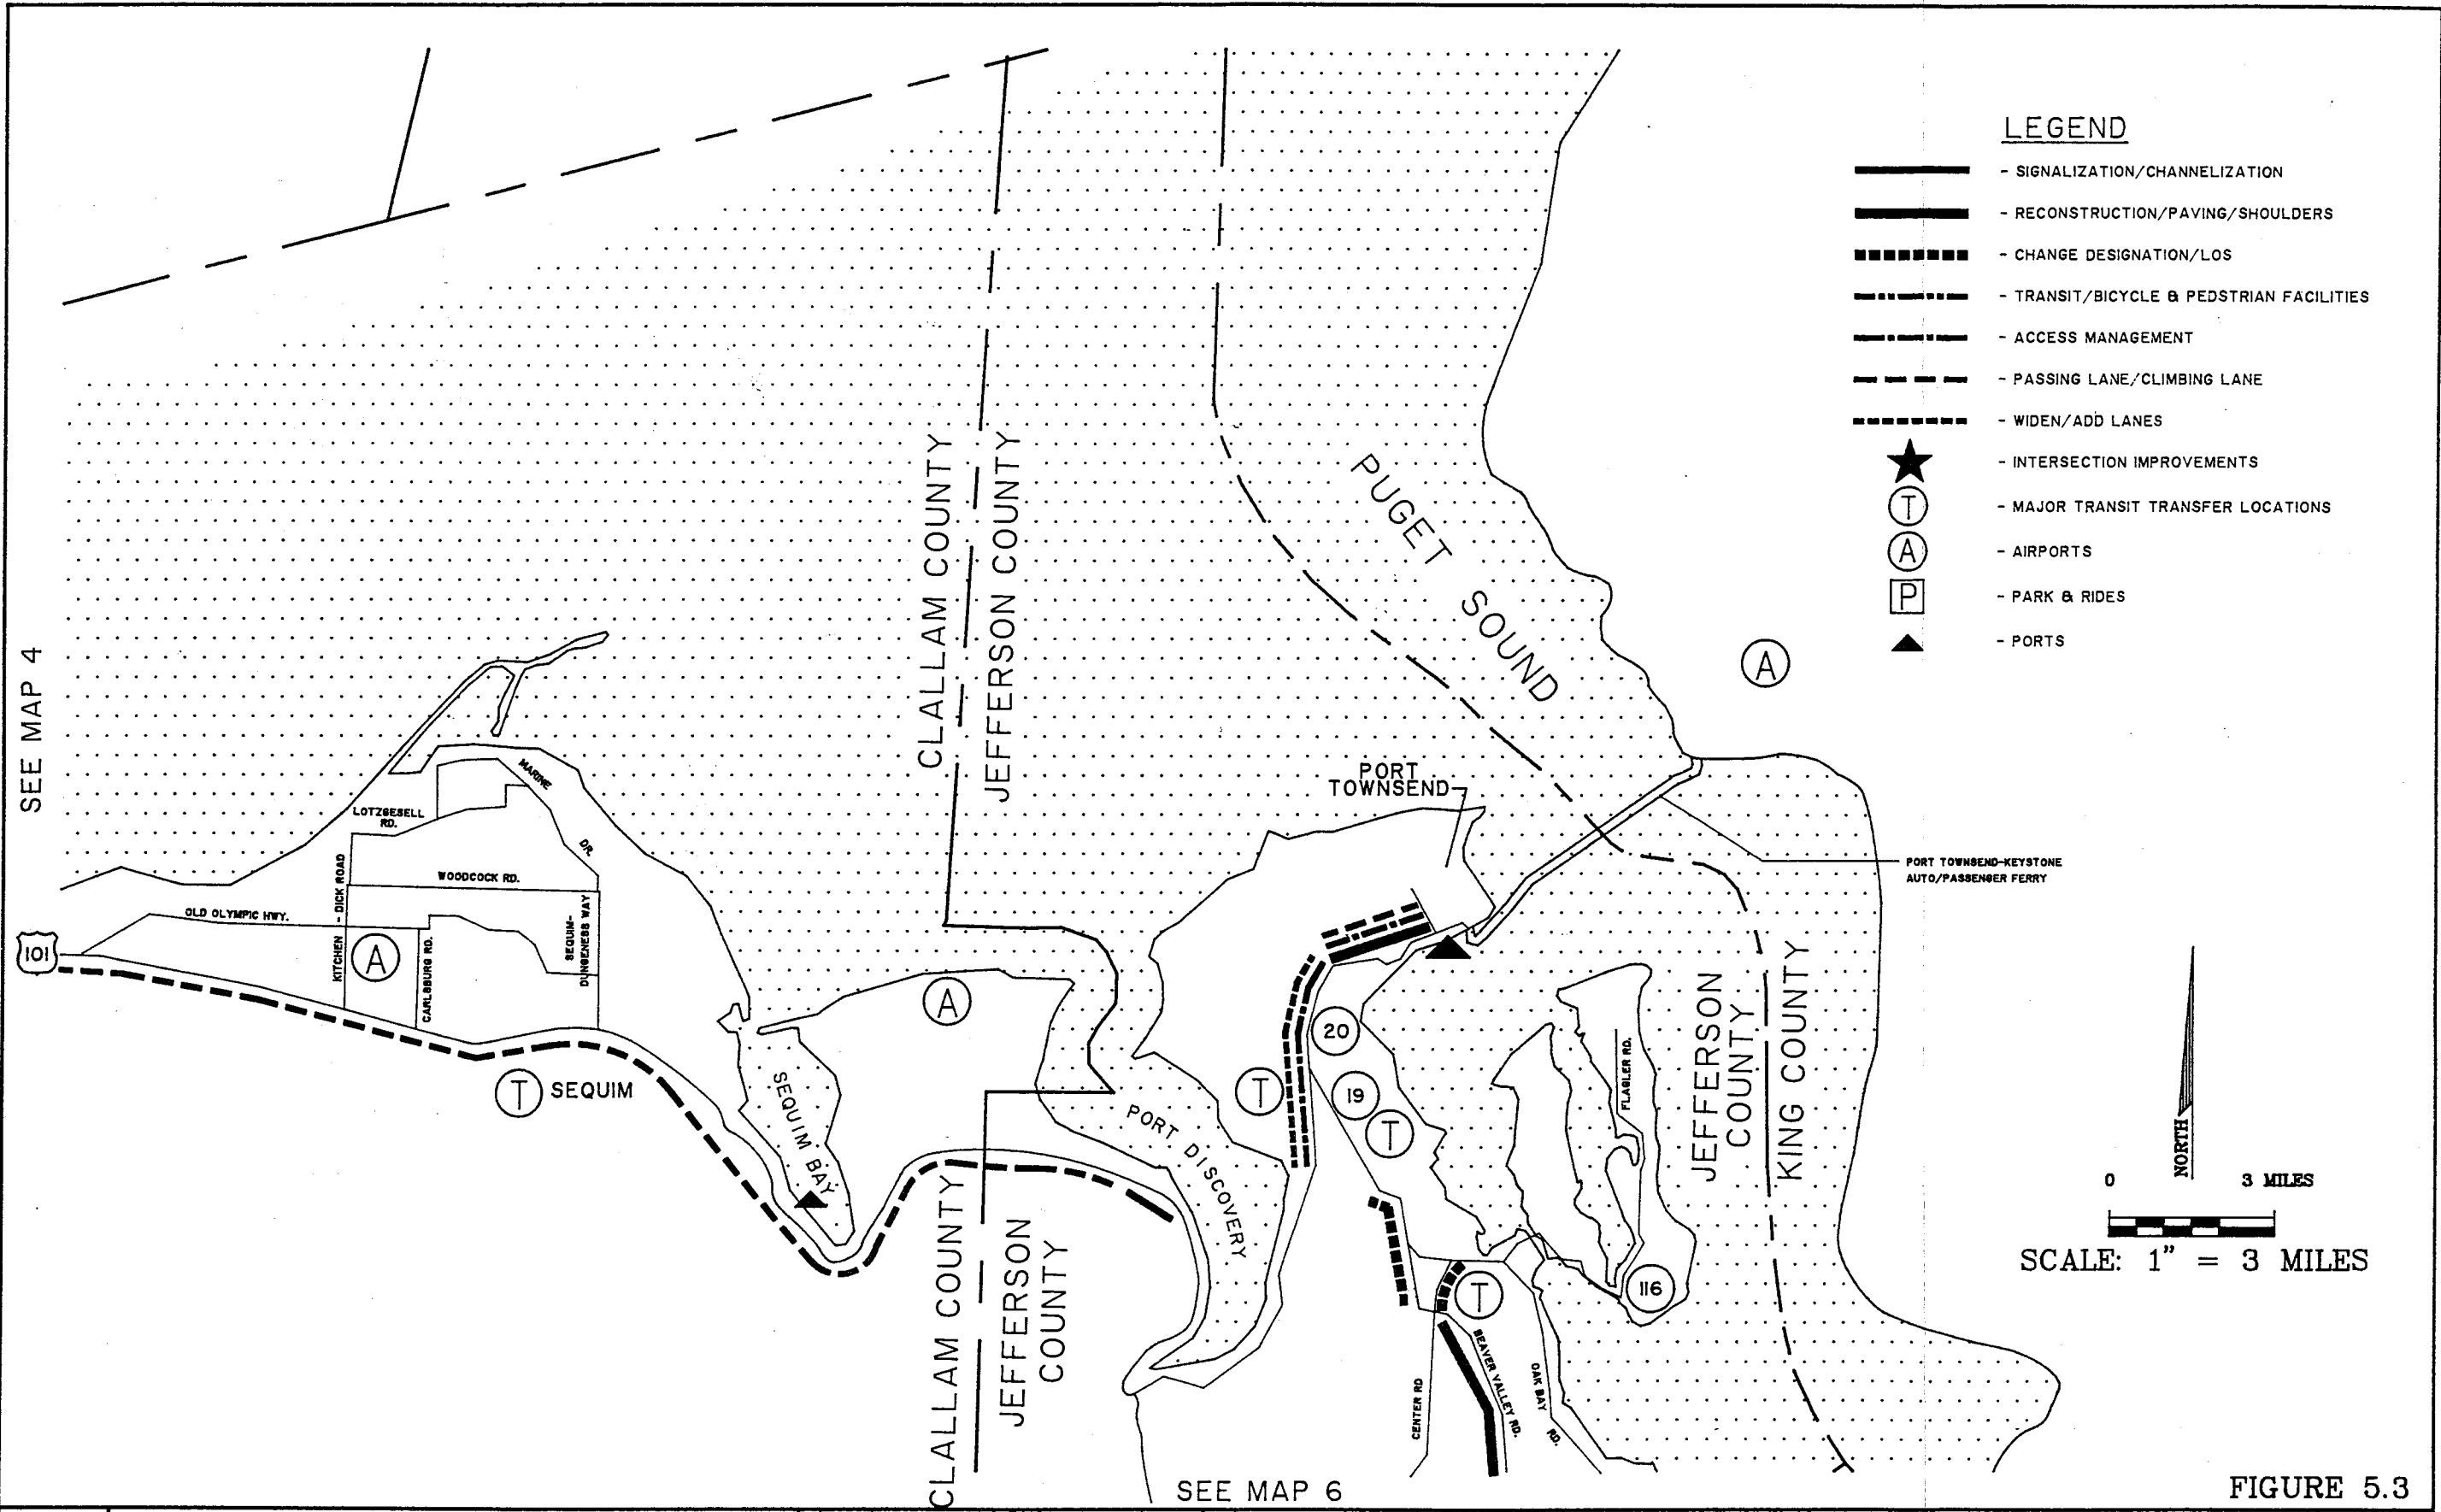 LEGEND
- SIGNALIZATION/CHANNELIZATION
- RECONSTRUCTION/PAVING/SHOULDERS
- CHANGE DESIGNATION/LOS
- TRANSIT/BICYCLE & PEDSTRIAN FACILITIES
- ACCESS MANAGEMENT
- PASSING LANE/CLIMBING LANE
- WIDEN/ADD LANES
- INTERSECTION IMPROVEMENTS
T - MAJOR TRANSIT TRANSFER LOCATIONS
A - AIRPORTS
P - PARK & RIDES
- PORTS
SEE MAP 4
CLALLAM COUNTY
JEFFERSON COUNTY
PUGET SOUND
A
PORT
TOWNSEND
PORT TOWNSEND-KEYSTONE
AUTO/PASSENGER FERRY
MARINE DR.
LOTZGESELL
RD.
KITCHEN - DICK ROAD
WOODCOCK RD.
OLD OLYMPIC HWY.
SEQUIM-
DUNGENESS WAY
CARLSBURG RD.
101
A
A
T SEQUIM
SEQUIM BAY
PORT DISCOVERY
20
19
T
T
T
116
FLAGLER RD.
JEFFERSON
COUNTY
KING COUNTY
CLALLAM COUNTY
JEFFERSON
COUNTY
CENTER RD
BEAVER VALLEY RD.
OAK BAY RD.
NORTH
0 3 MILES
SCALE: 1" = 3 MILES
SEE MAP 6
FIGURE 5.3